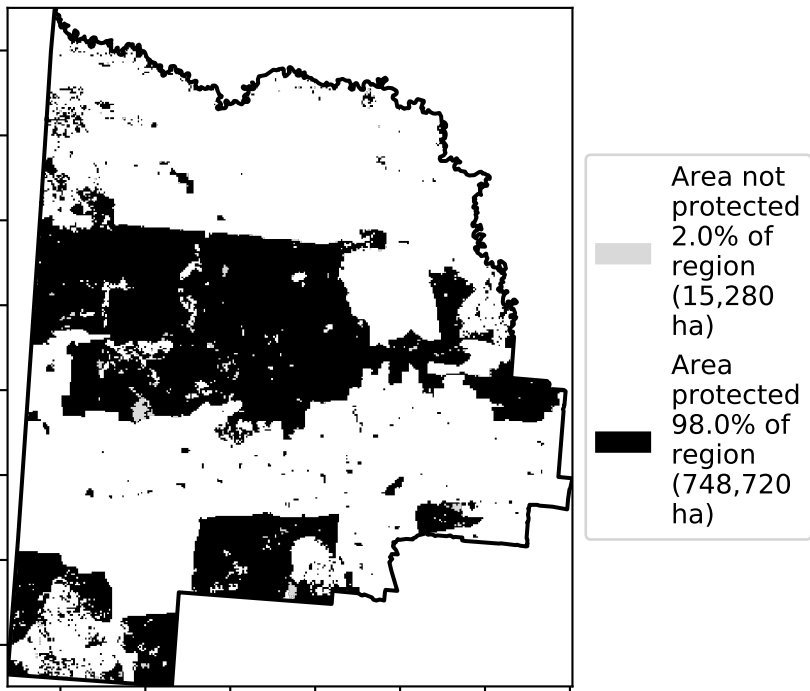 Area not
protected
2.0% of
region
(15,280
ha)
Area
protected
98.0% of
region
(748,720
ha)